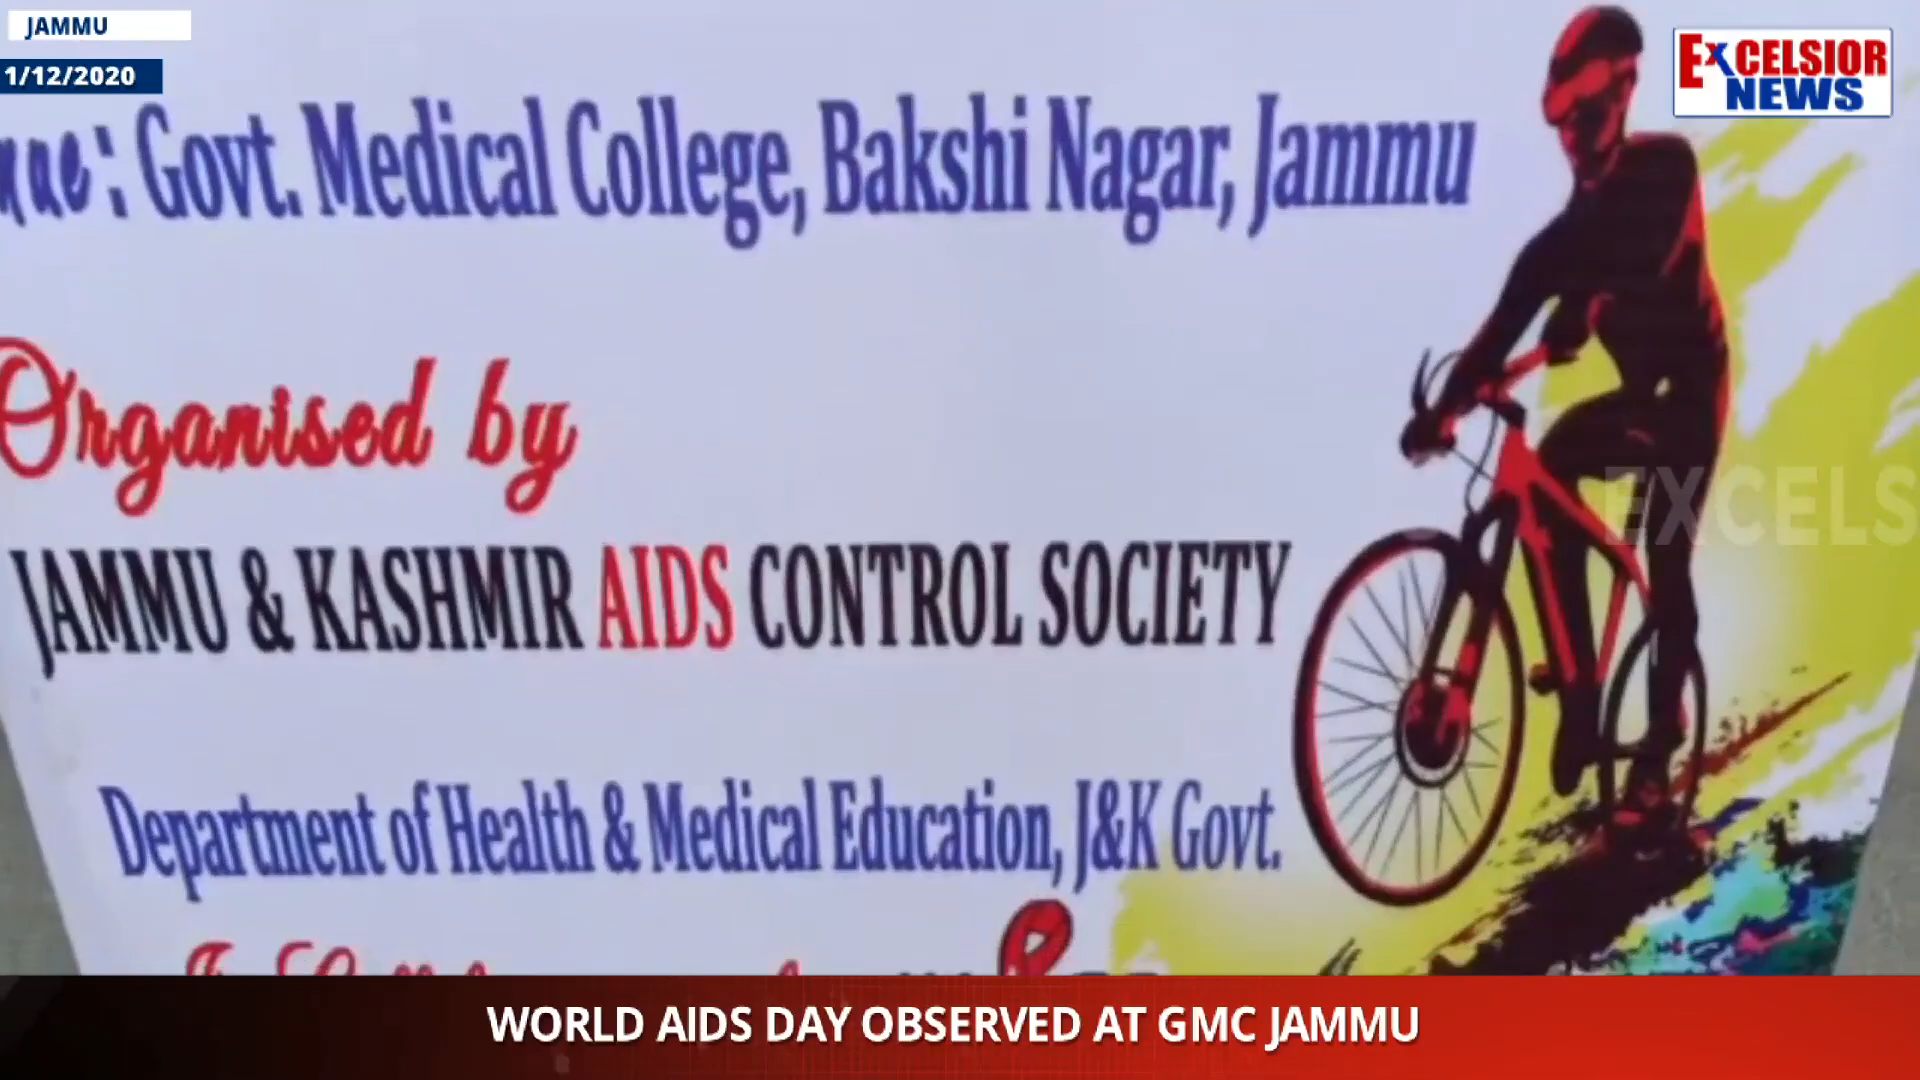 JAMMU
1/12/2020
EXCELSIOR
NEWS
: Govt. Medical College, Bakshi Nagar, Jammu
Organised by
EXCELS
JAMMU & KASHMIR AIDS CONTROL SOCIETY
Department of Health & Medical Education, J&K Govt.
WORLD AIDS DAY OBSERVED AT GMC JAMMU